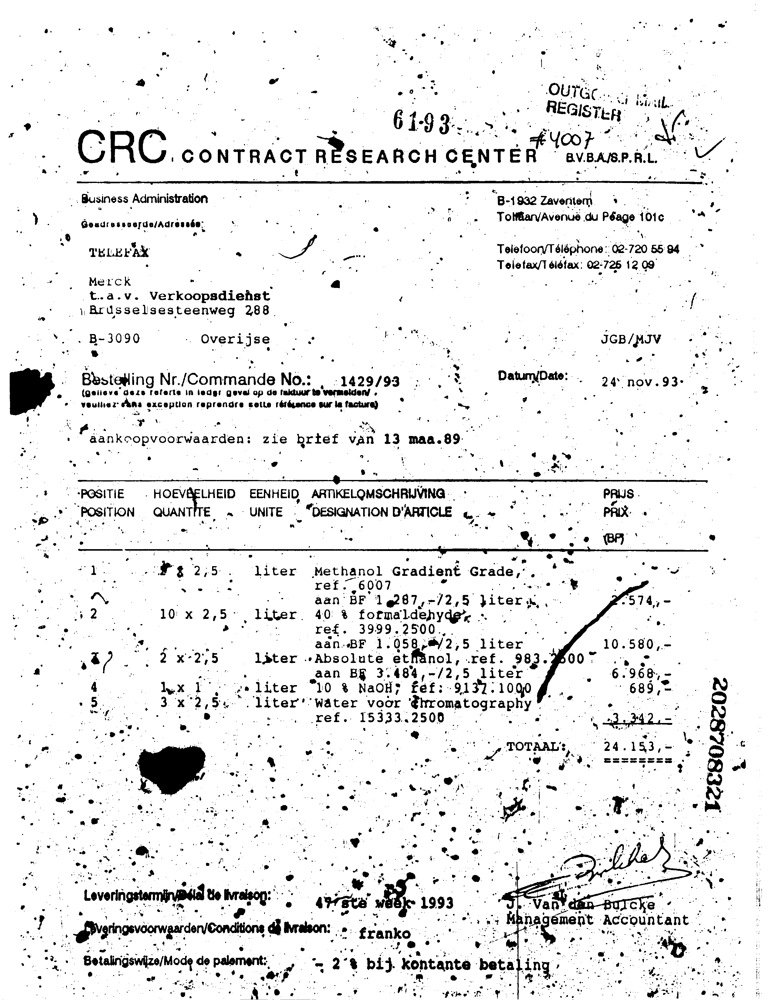 OUTGOING MAIL
REGISTER
61-93
#4007
CRC. CONTRACT RESEARCH CENTER B.V.B.A./S.P.R.L.
Business Administration
B-1932 Zaventem
Tollaan/Avenue du Péage 101c
Geadresseerde/Adressée:
TELEFAX
Telefoon/Téléphone: 02-720 55 94
Telefax/Téléfax: 02-725 12 09
Merck
t.a.v. Verkoopsdienst
Brusselsesteenweg 288
B-3090 Overijse
JGB/MJV
Bestelling Nr./Commande No.: 1429/93
Datum/Date: 24 nov.93
(gelieve deze referte in ieder geval op de faktuur te vermelden/
veuillez sans exception reprendre cette référence sur la facture)
aankoopvoorwaarden: zie brief van 13 maa.89
POSITIE HOEVEELHEID EENHEID ARTIKELOMSCHRIJVING PRIJS
POSITION QUANTITE UNITE DESIGNATION D'ARTICLE PRIX
(BF)
1 x 2,5 liter Methanol Gradient Grade,
ref. 6007
aan BF 1.287,-/2,5 liter 2.574,-
2 10 x 2,5 liter 40 % formaldehyde,
ref. 3999.2500
aan BF 1.058,-/2,5 liter 10.580,-
3 2 x 2,5 liter Absolute ethanol, ref. 983.2500
aan BF 3.484,-/2,5 liter 6.968,-
4 1 x 1 liter 10 % NaOH, ref. 9137.1000 689,-
5 3 x 2,5 liter Water voor Chromatography
ref. 15333.2500 3.342,-
TOTAAL: 24.153,-
========
2028708321
Leveringstermijn/Délai de livraison: 47 ste week 1993
J. Van den Bulcke
Management Accountant
Leveringsvoorwaarden/Conditions de livraison: franko
Betalingswijze/Mode de paiement: - 2 % bij kontante betaling